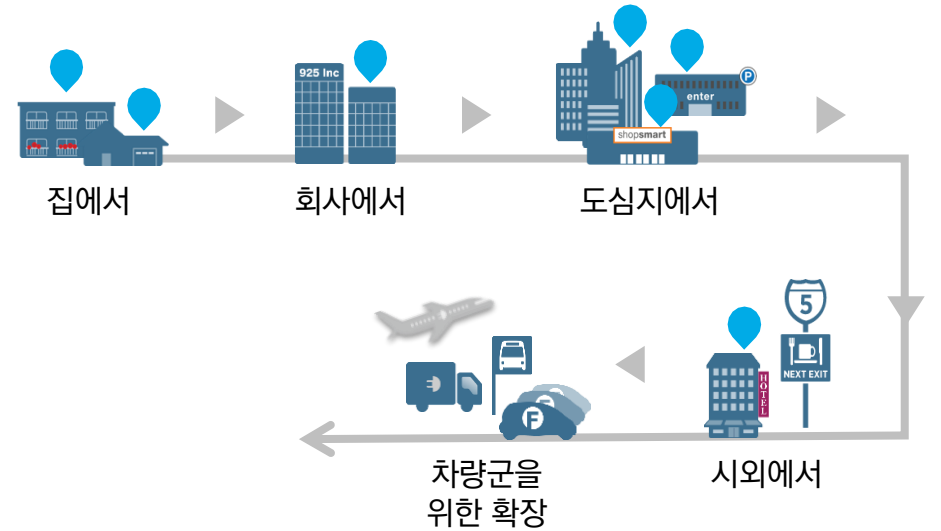 925 Inc
P
enter
shopsmart
집에서
회사에서
도심지에서
5
NEXT EXIT
HOTEL
F
F
차량군을
위한 확장
시외에서